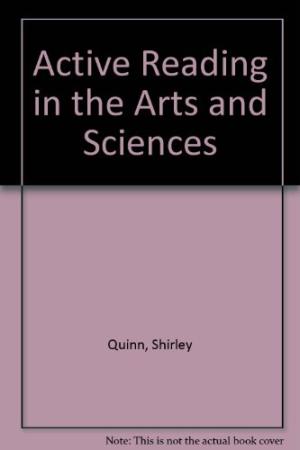 Active Reading
in the Arts and
Sciences
Quinn, Shirley
Note: This is not the actual book cover